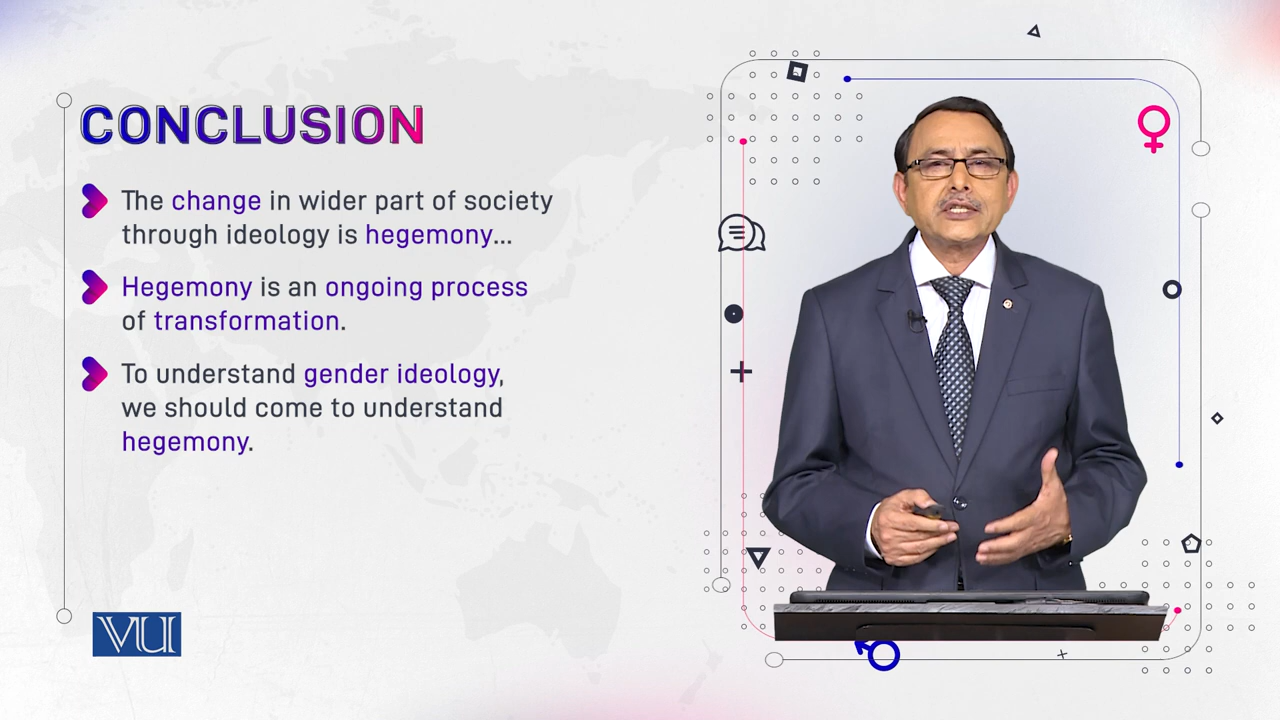 CONCLUSION
The change in wider part of society
through ideology is hegemony...
Hegemony is an ongoing process
of transformation.
To understand gender ideology,
we should come to understand
hegemony.
VU